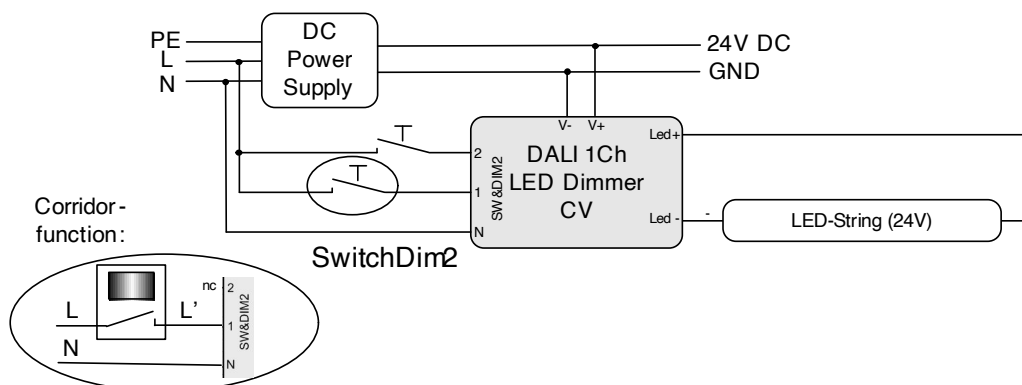 PE
L
N
DC
Power
Supply
24V DC
GND
V-
V+
Led+
2
1
N
SW&DIM2
DALI 1Ch
LED Dimmer
CV
Led -
-
LED-String (24V)
SwitchDim2
Corridor-
function:
nc
2
L
L’
1
N
N
SW&DIM2